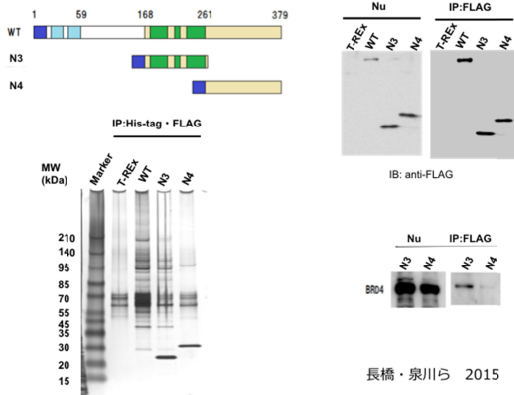 1 59 168 261 379
WT
N3
N4
IP:His-tag・FLAG
MW
(kDa)
Marker
T-REx
WT
N3
N4
210
140
95
85
70
55
45
35
30
20
15
Nu IP:FLAG
T-REx WT N3 N4 T-REx WT N3 N4
IB: anti-FLAG
Nu IP:FLAG
N3 N4 N3 N4
BRD4
長橋・泉川ら 2015